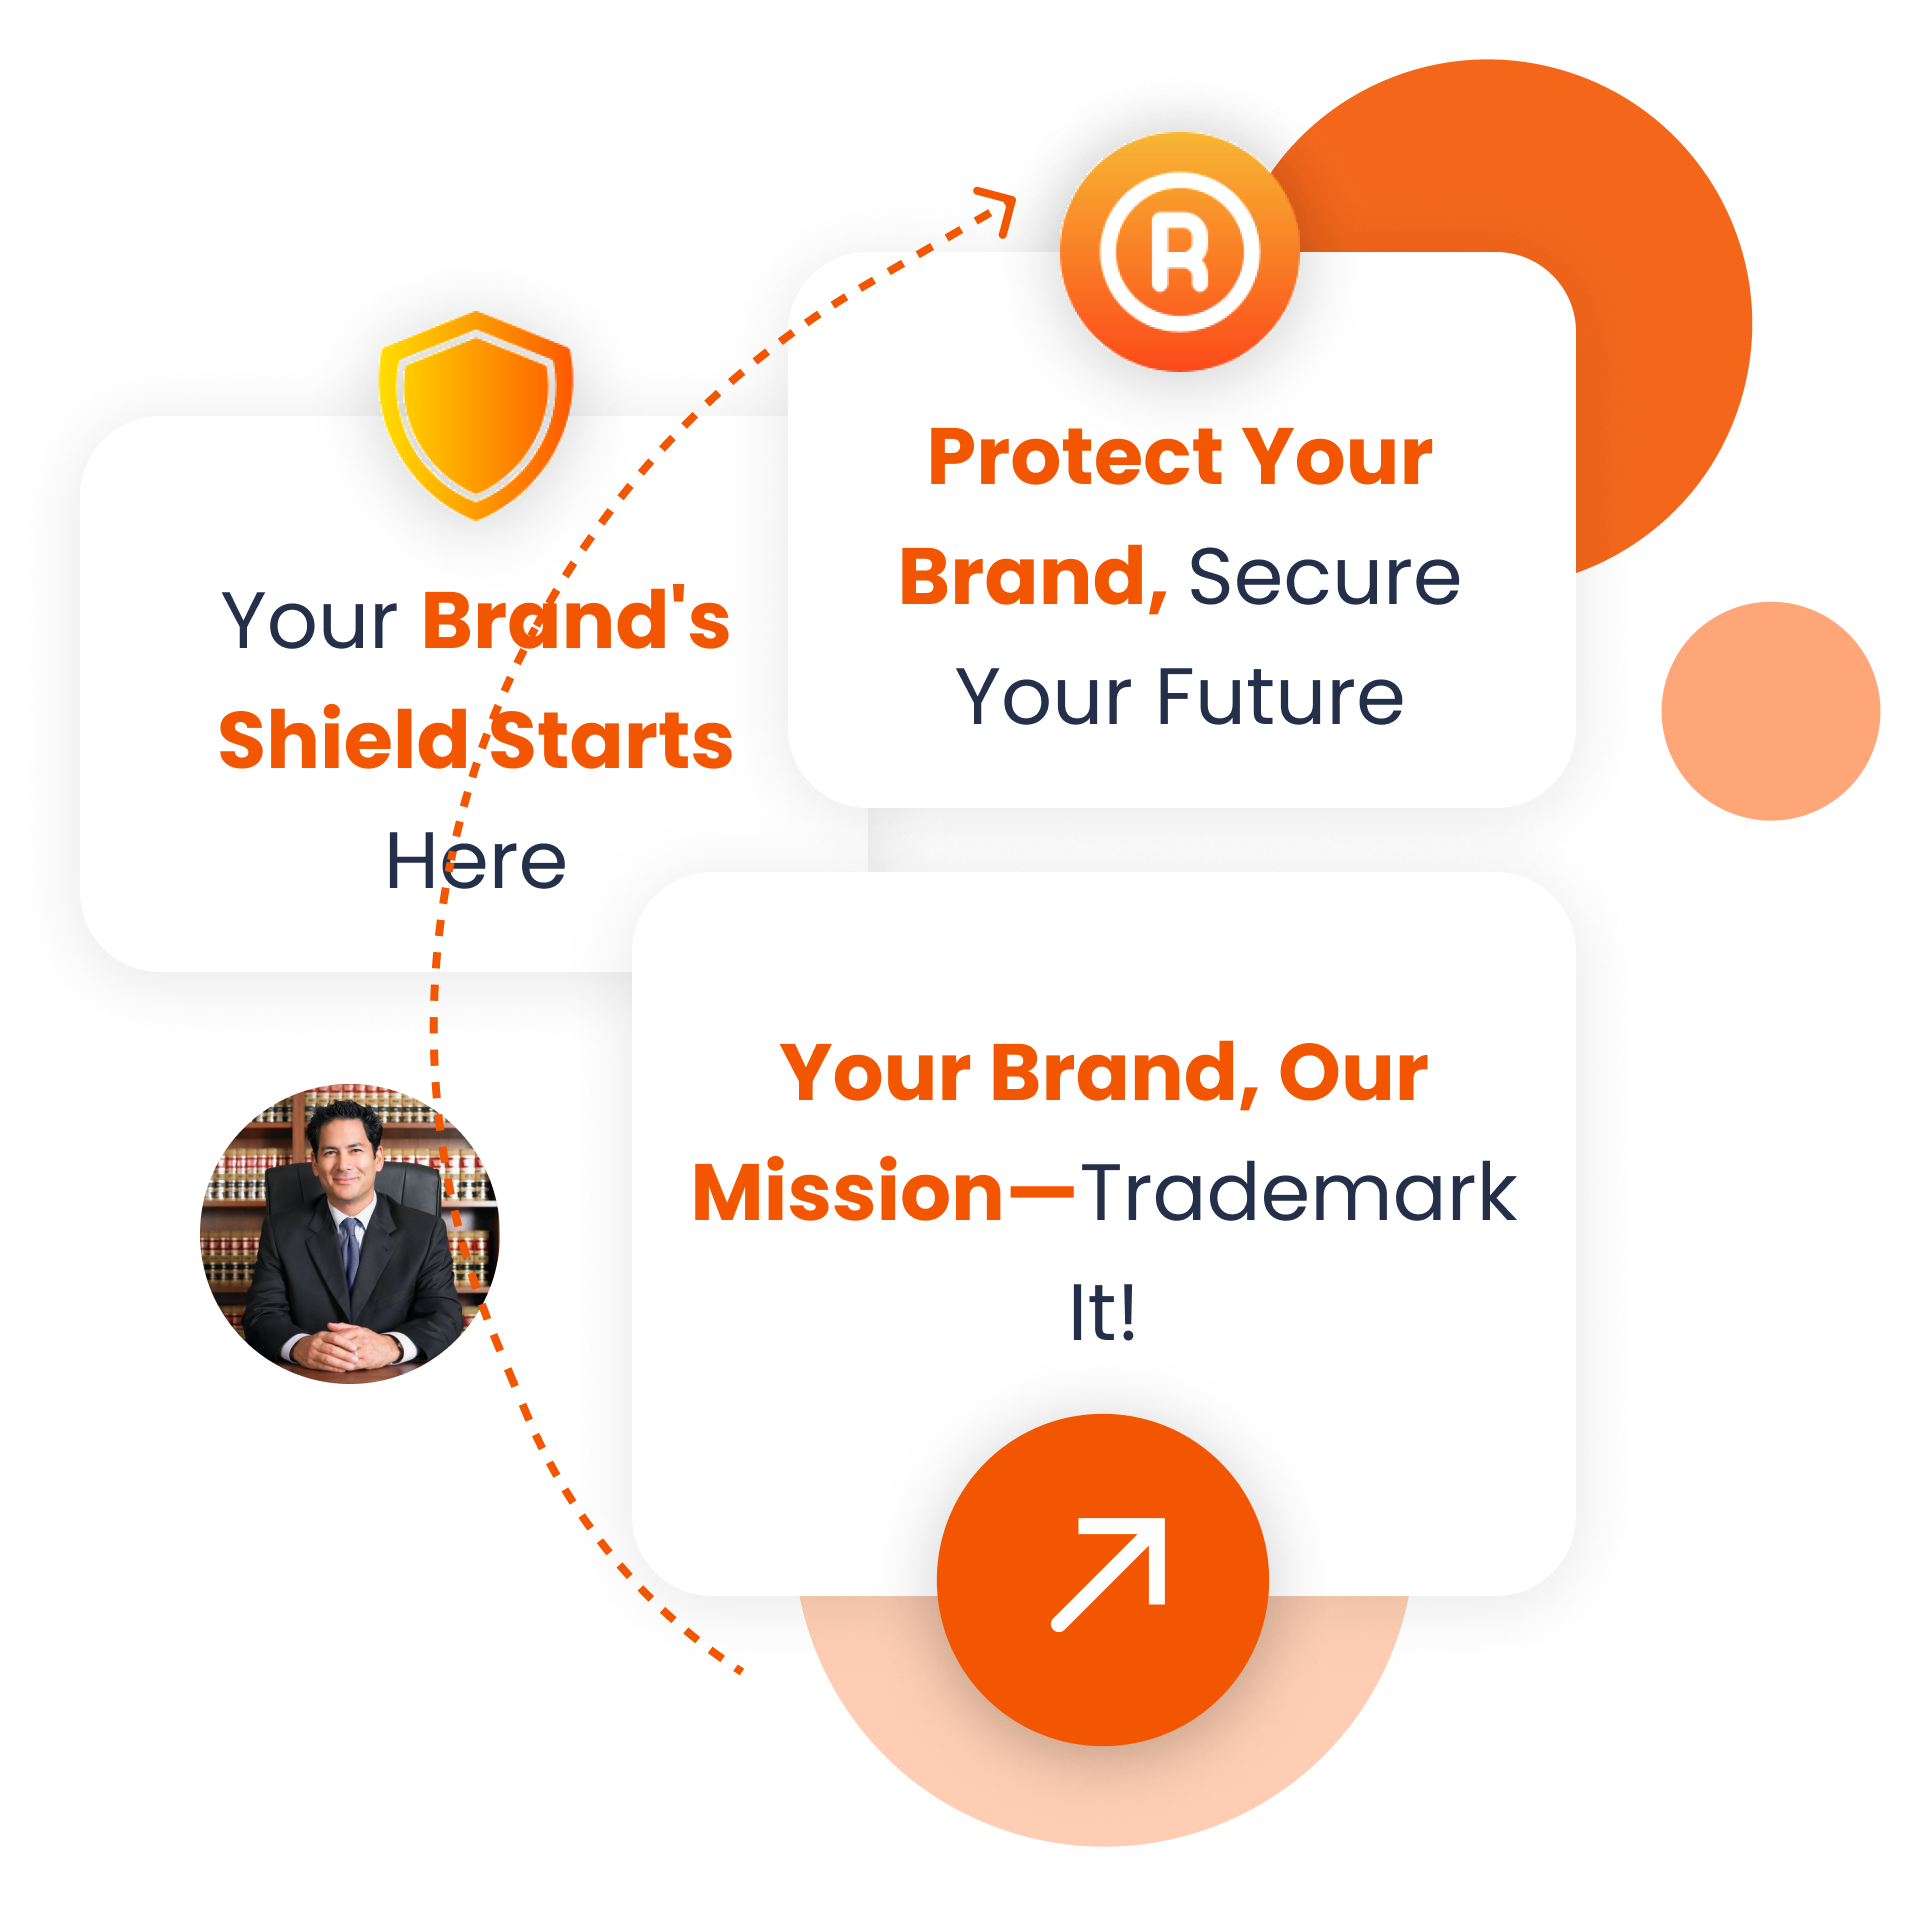 Your Brand's
Shield Starts
Here
R
Protect Your
Brand, Secure
Your Future
Your Brand, Our
Mission—Trademark
It!